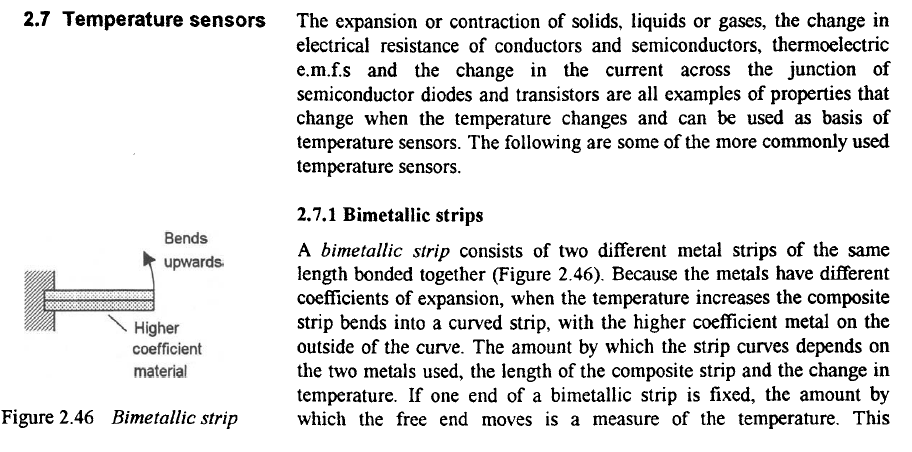 2.7 Temperature sensors
The expansion or contraction of solids, liquids or gases, the change in
electrical resistance of conductors and semiconductors, thermoelectric
e.m.f.s and the change in the current across the junction of
semiconductor diodes and transistors are all examples of properties that
change when the temperature changes and can be used as basis of
temperature sensors. The following are some of the more commonly used
temperature sensors.
2.7.1 Bimetallic strips
A bimetallic strip consists of two different metal strips of the same
length bonded together (Figure 2.46). Because the metals have different
coefficients of expansion, when the temperature increases the composite
strip bends into a curved strip, with the higher coefficient metal on the
outside of the curve. The amount by which the strip curves depends on
the two metals used, the length of the composite strip and the change in
temperature. If one end of a bimetallic strip is fixed, the amount by
which the free end moves is a measure of the temperature. This
Bends
upwards
Higher
coefficient
material
Figure 2.46 Bimetallic strip